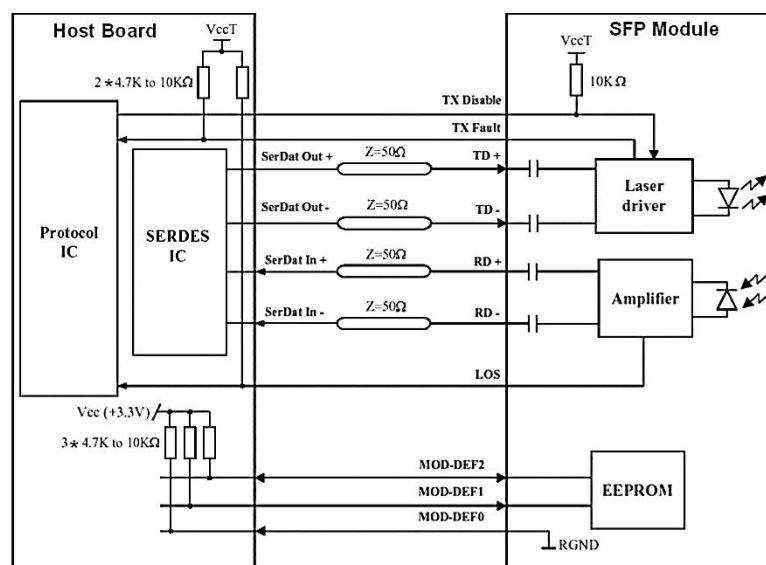 Host Board
SFP Module
VccT
VccT
2*4.7K to 10KΩ
10KΩ
TX Disable
TX Fault
SerDat Out +
Z=50Ω
TD +
SerDat Out -
Z=50Ω
TD -
Laser
driver
Protocol
IC
SERDES
IC
SerDat In +
Z=50Ω
RD +
SerDat In -
Z=50Ω
RD -
Amplifier
LOS
Vcc (+3.3V)
3*4.7K to 10KΩ
MOD-DEF2
MOD-DEF1
MOD-DEF0
EEPROM
RGND